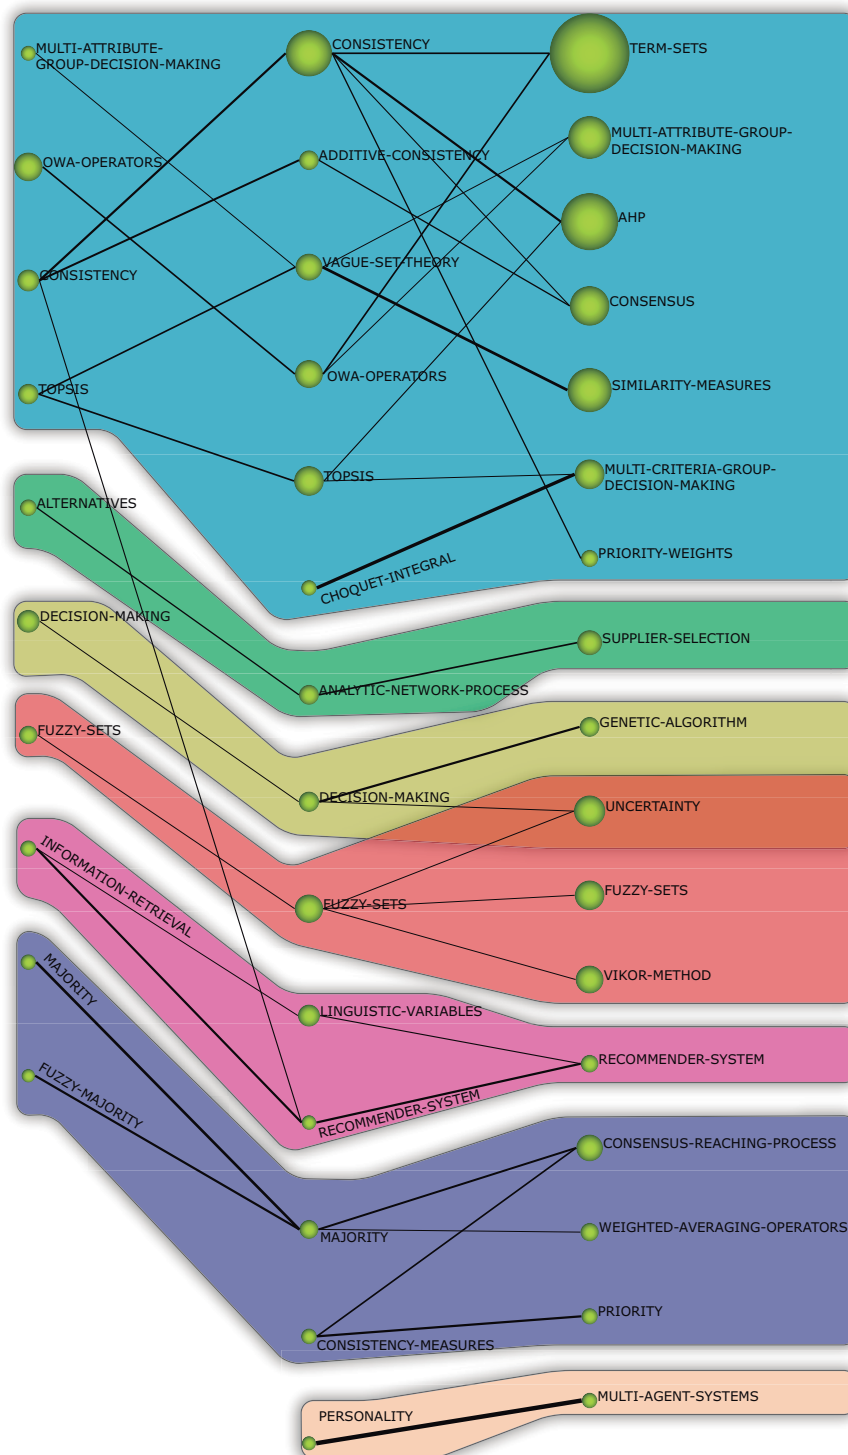 MULTI-ATTRIBUTE-
GROUP-DECISION-MAKING
OWA-OPERATORS
CONSISTENCY
TOPSIS
ALTERNATIVES
DECISION-MAKING
FUZZY-SETS
INFORMATION-RETRIEVAL
MAJORITY
FUZZY-MAJORITY
CONSISTENCY
ADDITIVE-CONSISTENCY
VAGUE-SET-THEORY
OWA-OPERATORS
TOPSIS
CHOQUET-INTEGRAL
ANALYTIC-NETWORK-PROCESS
DECISION-MAKING
FUZZY-SETS
LINGUISTIC-VARIABLES
RECOMMENDER-SYSTEM
MAJORITY
CONSISTENCY-MEASURES
PERSONALITY
TERM-SETS
MULTI-ATTRIBUTE-GROUP-
DECISION-MAKING
AHP
CONSENSUS
SIMILARITY-MEASURES
MULTI-CRITERIA-GROUP-
DECISION-MAKING
PRIORITY-WEIGHTS
SUPPLIER-SELECTION
GENETIC-ALGORITHM
UNCERTAINTY
FUZZY-SETS
VIKOR-METHOD
RECOMMENDER-SYSTEM
CONSENSUS-REACHING-PROCESS
WEIGHTED-AVERAGING-OPERATORS
PRIORITY
MULTI-AGENT-SYSTEMS